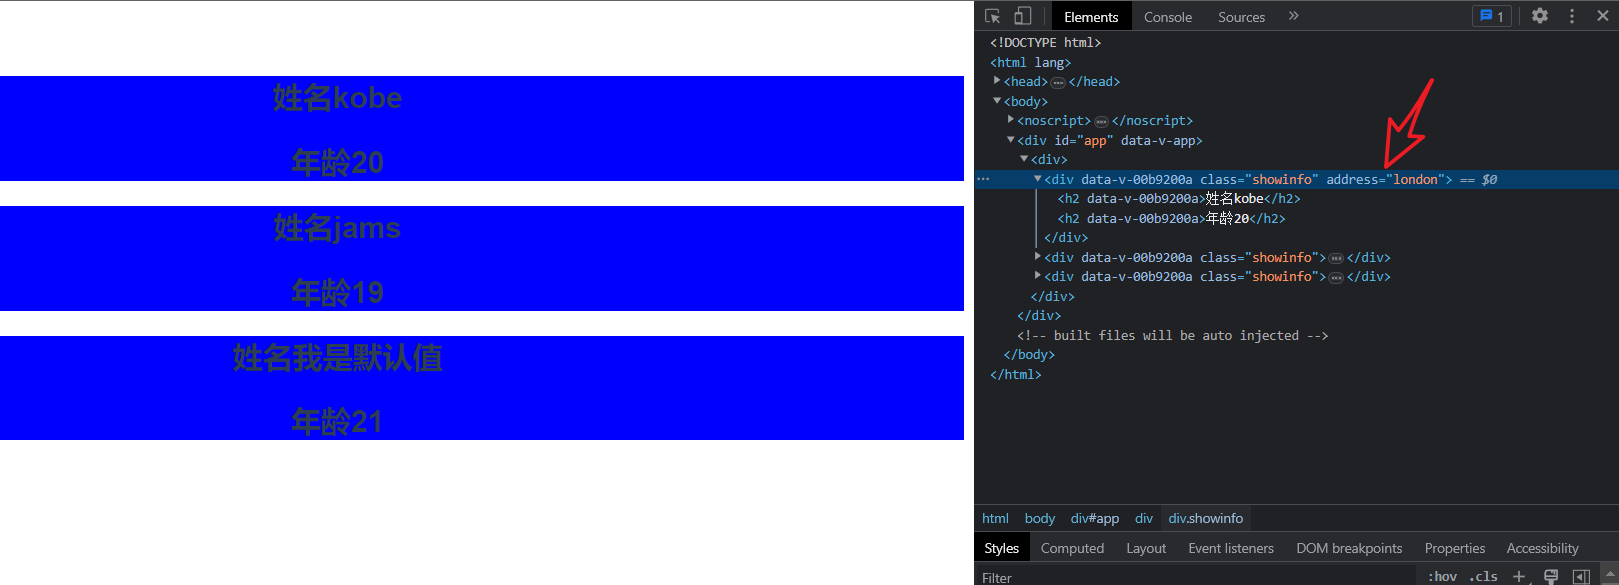 姓名kobe
年龄20
姓名jams
年龄19
姓名我是默认值
年龄21
Elements Console Sources » 1
<!DOCTYPE html>
<html lang>
<head>…</head>
<body>
<noscript>…</noscript>
<div id="app" data-v-app>
<div>
<div data-v-00b9200a class="showinfo" address="london"> == $0
<h2 data-v-00b9200a>姓名kobe</h2>
<h2 data-v-00b9200a>年龄20</h2>
</div>
<div data-v-00b9200a class="showinfo">…</div>
<div data-v-00b9200a class="showinfo">…</div>
</div>
</div>
<!-- built files will be auto injected -->
</body>
</html>
html body div#app div div.showinfo
Styles Computed Layout Event listeners DOM breakpoints Properties Accessibility
Filter :hov .cls +